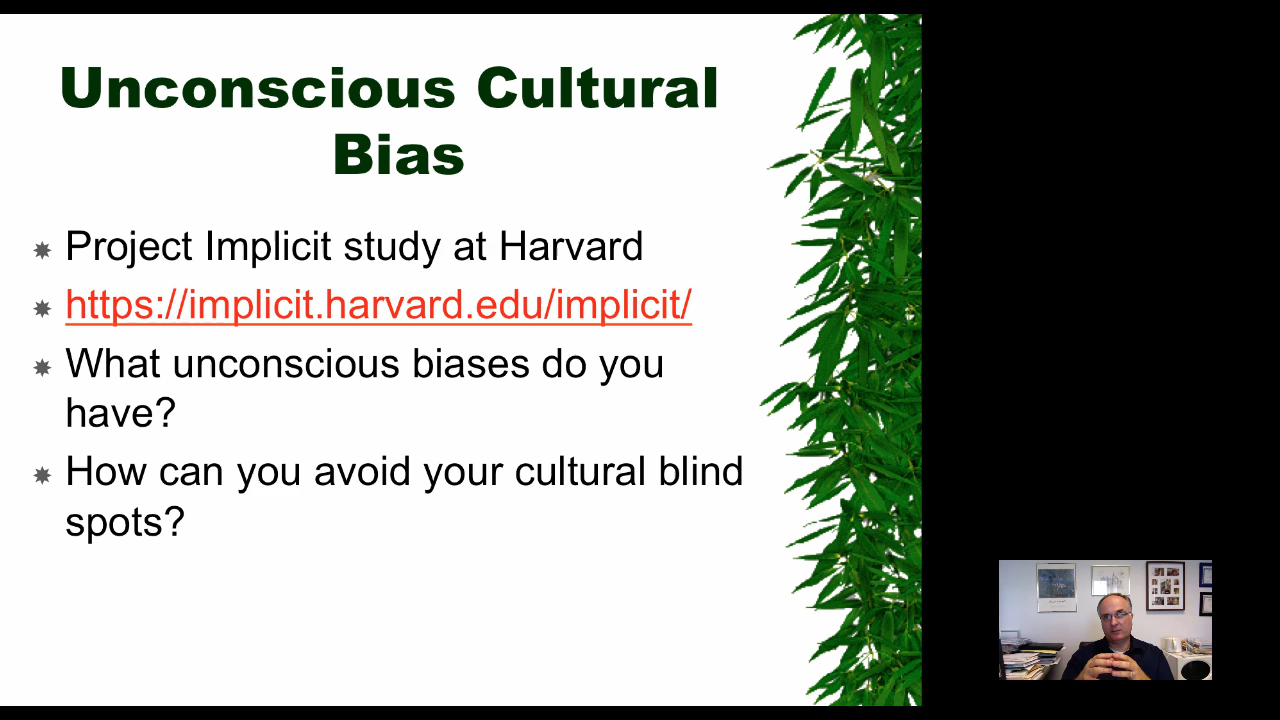 Unconscious Cultural
Bias
Project Implicit study at Harvard
https://implicit.harvard.edu/implicit/
What unconscious biases do you
have?
How can you avoid your cultural blind
spots?